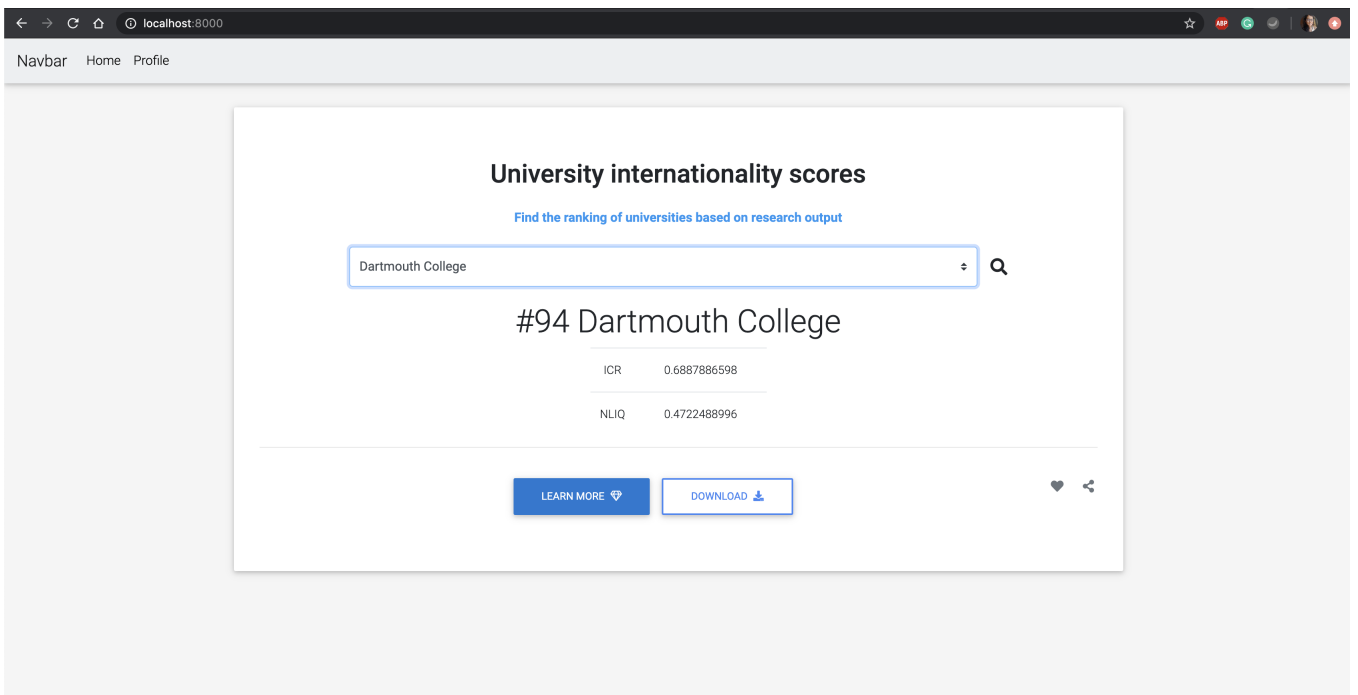 localhost:8000
ABP
G
Navbar Home Profile
University internationality scores
Find the ranking of universities based on research output
Dartmouth College
#94 Dartmouth College
ICR 0.6887886598
NLIQ 0.4722488996
LEARN MORE DOWNLOAD